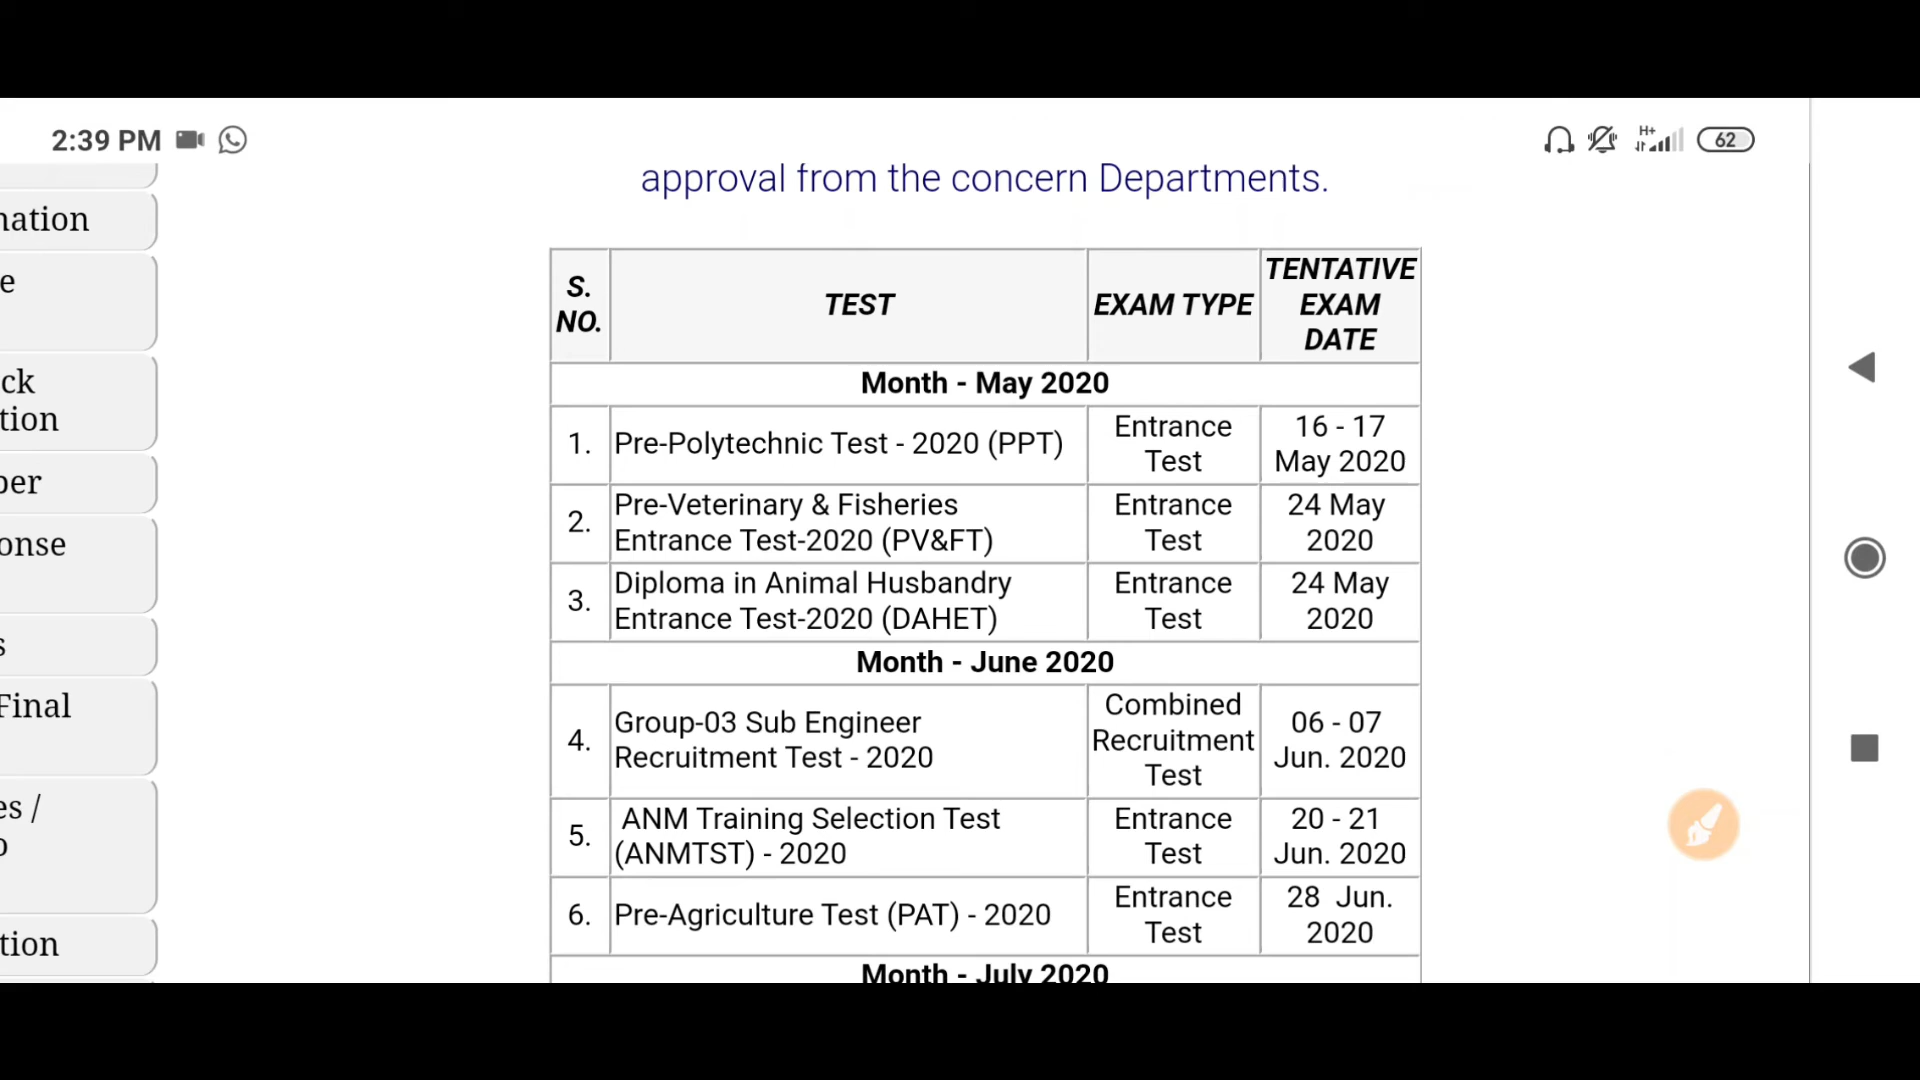 2:39 PM
H+
62
approval from the concern Departments.
nation
e
ck
tion
ber
onse
s
Final
es /
o
tion
S. NO.
TEST
EXAM TYPE
TENTATIVE EXAM DATE
Month - May 2020
1.
Pre-Polytechnic Test - 2020 (PPT)
Entrance Test
16 - 17 May 2020
2.
Pre-Veterinary & Fisheries
Entrance Test-2020 (PV&FT)
Entrance Test
24 May 2020
3.
Diploma in Animal Husbandry
Entrance Test-2020 (DAHET)
Entrance Test
24 May 2020
Month - June 2020
4.
Group-03 Sub Engineer
Recruitment Test - 2020
Combined Recruitment Test
06 - 07 Jun. 2020
5.
ANM Training Selection Test
(ANMTST) - 2020
Entrance Test
20 - 21 Jun. 2020
6.
Pre-Agriculture Test (PAT) - 2020
Entrance Test
28 Jun. 2020
Month - July 2020